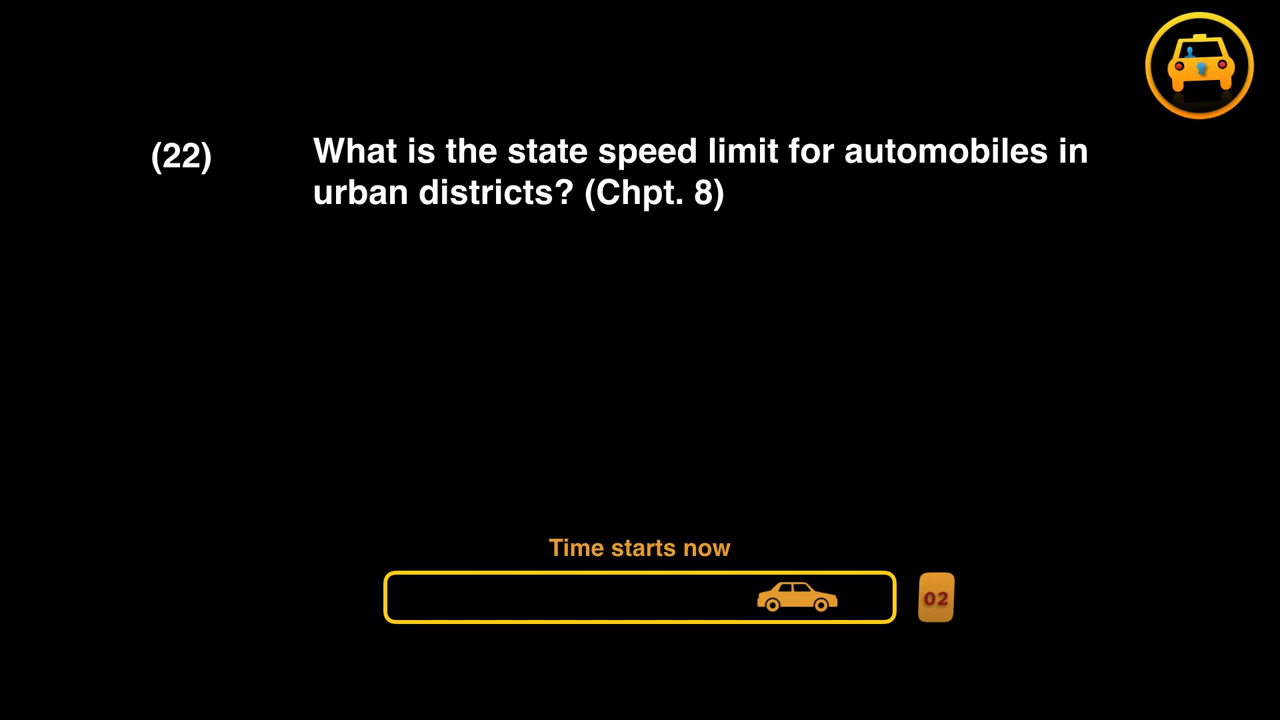 (22) What is the state speed limit for automobiles in
urban districts? (Chpt. 8)
Time starts now
02